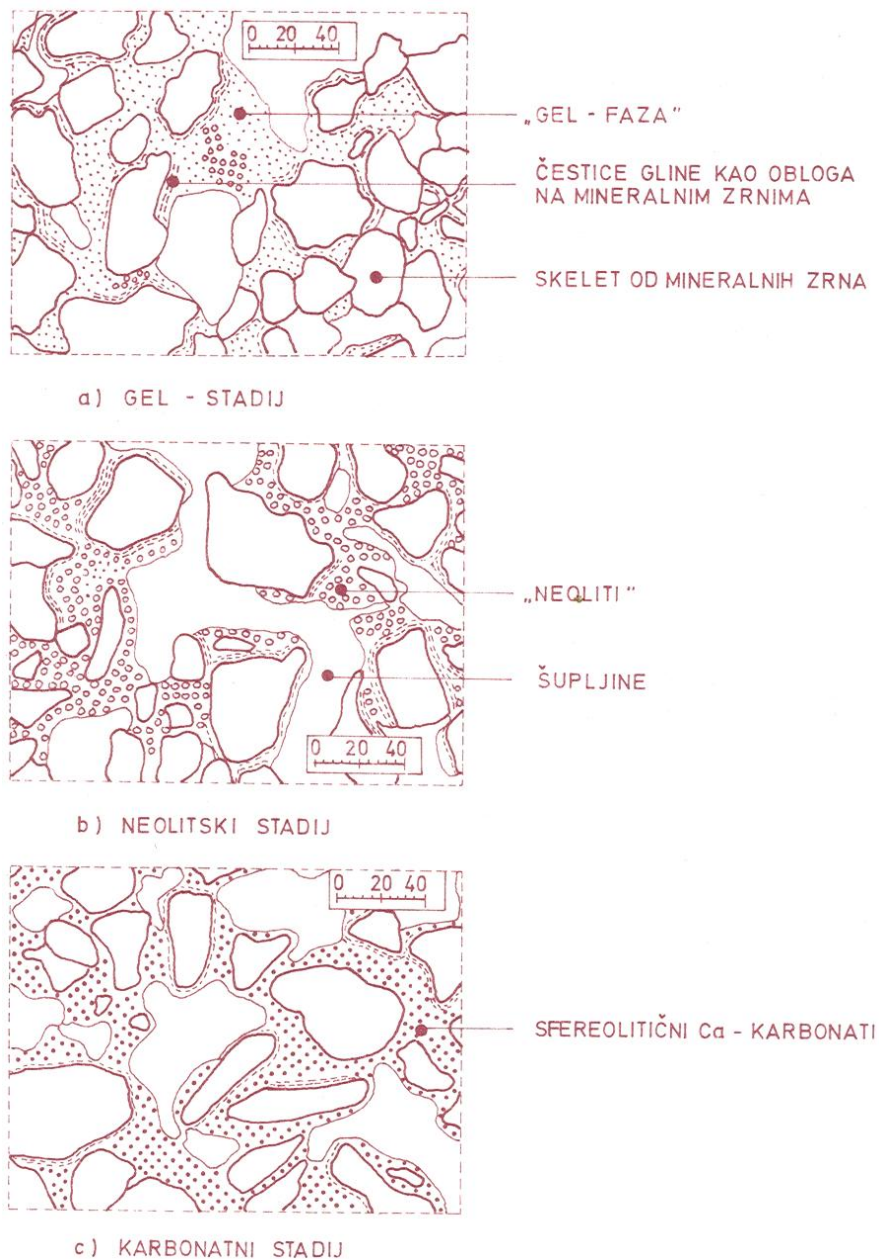 0 20 40
„GEL - FAZA"
ČESTICE GLINE KAO OBLOGA
NA MINERALNIM ZRNIMA
SKELET OD MINERALNIH ZRNA
a) GEL - STADIJ
„NEOLITI"
ŠUPLJINE
0 20 40
b) NEOLITSKI STADIJ
0 20 40
SFEREOLITIČNI Ca - KARBONATI
c) KARBONATNI STADIJ